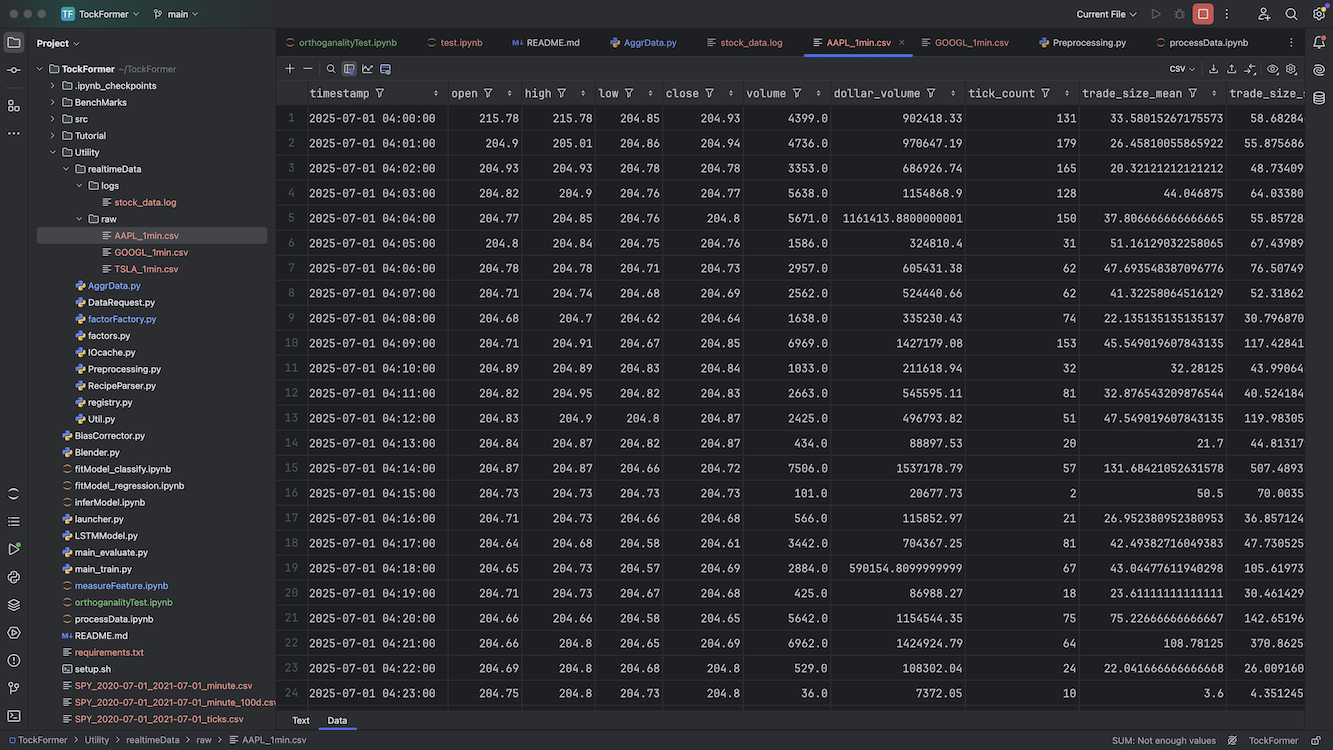 TF TockFormer main Current File
Project
TockFormer ~/TockFormer
.ipynb_checkpoints
BenchMarks
src
Tutorial
Utility
realtimeData
logs
stock_data.log
raw
AAPL_1min.csv
GOOGL_1min.csv
TSLA_1min.csv
AggrData.py
DataRequest.py
factorFactory.py
factors.py
IOcache.py
Preprocessing.py
RecipeParser.py
registry.py
Util.py
BiasCorrector.py
Blender.py
fitModel_classify.ipynb
fitModel_regression.ipynb
inferModel.ipynb
launcher.py
LSTMModel.py
main_evaluate.py
main_train.py
measureFeature.ipynb
orthoganalityTest.ipynb
processData.ipynb
M↓ README.md
requirements.txt
setup.sh
SPY_2020-07-01_2021-07-01_minute.csv
SPY_2020-07-01_2021-07-01_minute_100d.csv
SPY_2020-07-01_2021-07-01_ticks.csv
orthoganalityTest.ipynb test.ipynb M↓ README.md AggrData.py stock_data.log AAPL_1min.csv GOOGL_1min.csv Preprocessing.py processData.ipynb
CSV
timestamp open high low close volume dollar_volume tick_count trade_size_mean trade_size_s
1 2025-07-01 04:00:00 215.78 215.78 204.85 204.93 4399.0 902418.33 131 33.58015267175573 58.68284
2 2025-07-01 04:01:00 204.9 205.01 204.86 204.94 4736.0 970647.19 179 26.45810055865922 55.875686
3 2025-07-01 04:02:00 204.93 204.93 204.78 204.78 3353.0 686926.74 165 20.32121212121212 48.73409
4 2025-07-01 04:03:00 204.82 204.9 204.76 204.77 5638.0 1154868.9 128 44.046875 64.03380
5 2025-07-01 04:04:00 204.77 204.85 204.76 204.8 5671.0 1161413.8800000001 150 37.806666666666665 55.85728
6 2025-07-01 04:05:00 204.8 204.84 204.75 204.76 1586.0 324810.4 31 51.16129032258065 67.43989
7 2025-07-01 04:06:00 204.78 204.78 204.71 204.73 2957.0 605431.38 62 47.693548387096776 76.50749
8 2025-07-01 04:07:00 204.71 204.74 204.68 204.69 2562.0 524440.66 62 41.32258064516129 52.31862
9 2025-07-01 04:08:00 204.68 204.7 204.62 204.64 1638.0 335230.43 74 22.135135135135137 30.796870
10 2025-07-01 04:09:00 204.71 204.91 204.67 204.85 6969.0 1427179.08 153 45.549019607843135 117.42841
11 2025-07-01 04:10:00 204.89 204.89 204.83 204.84 1033.0 211618.94 32 32.28125 43.99064
12 2025-07-01 04:11:00 204.82 204.95 204.82 204.83 2663.0 545595.11 81 32.876543209876544 40.524184
13 2025-07-01 04:12:00 204.83 204.9 204.8 204.87 2425.0 496793.82 51 47.549019607843135 119.98305
14 2025-07-01 04:13:00 204.84 204.87 204.82 204.87 434.0 88897.53 20 21.7 44.81317
15 2025-07-01 04:14:00 204.87 204.87 204.66 204.72 7506.0 1537178.79 57 131.68421052631578 507.4893
16 2025-07-01 04:15:00 204.73 204.73 204.73 204.73 101.0 20677.73 2 50.5 70.0035
17 2025-07-01 04:16:00 204.71 204.73 204.66 204.68 566.0 115852.97 21 26.952380952380953 36.857124
18 2025-07-01 04:17:00 204.64 204.68 204.58 204.61 3442.0 704367.25 81 42.49382716049383 47.730525
19 2025-07-01 04:18:00 204.65 204.73 204.57 204.69 2884.0 590154.8099999999 67 43.04477611940298 105.61973
20 2025-07-01 04:19:00 204.71 204.73 204.67 204.68 425.0 86988.27 18 23.61111111111111 30.461429
21 2025-07-01 04:20:00 204.66 204.66 204.58 204.65 5642.0 1154544.35 75 75.22666666666667 142.65196
22 2025-07-01 04:21:00 204.66 204.8 204.65 204.69 6962.0 1424924.79 64 108.78125 370.8625
23 2025-07-01 04:22:00 204.69 204.8 204.68 204.8 529.0 108302.04 24 22.041666666666668 26.009160
24 2025-07-01 04:23:00 204.75 204.8 204.73 204.8 36.0 7372.05 10 3.6 4.351245
Text Data
TockFormer > Utility > realtimeData > raw > AAPL_1min.csv SUM: Not enough values TockFormer